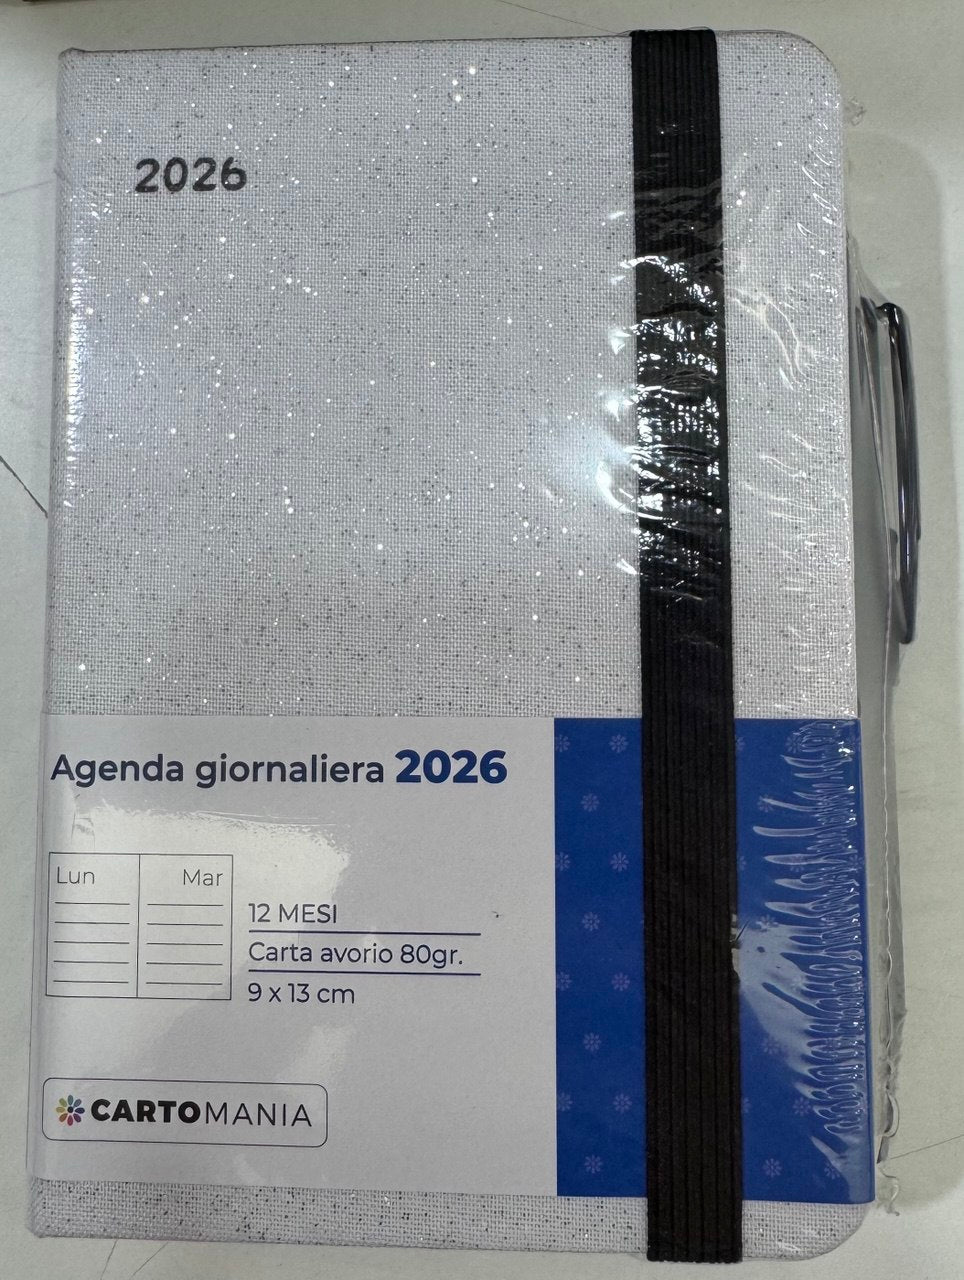 2026
Agenda giornaliera 2026
Lun Mar
12 MESI
Carta avorio 80gr.
9 x 13 cm
CARTOMANIA